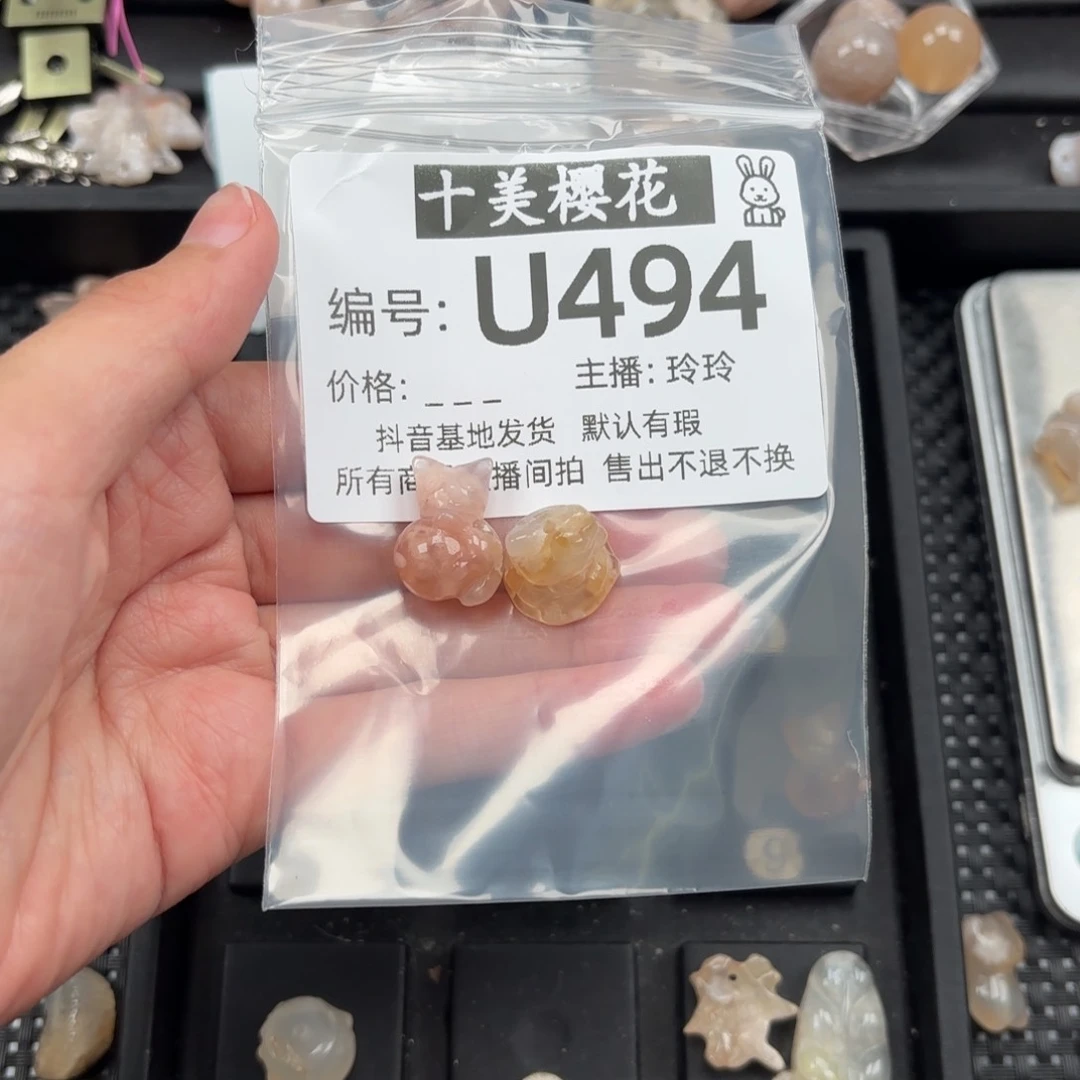 十美樱花
编号: U494
价格: _ _ _ 主播: 玲玲
抖音基地发货 默认有瑕
所有商 播间拍 售出不退不换
9